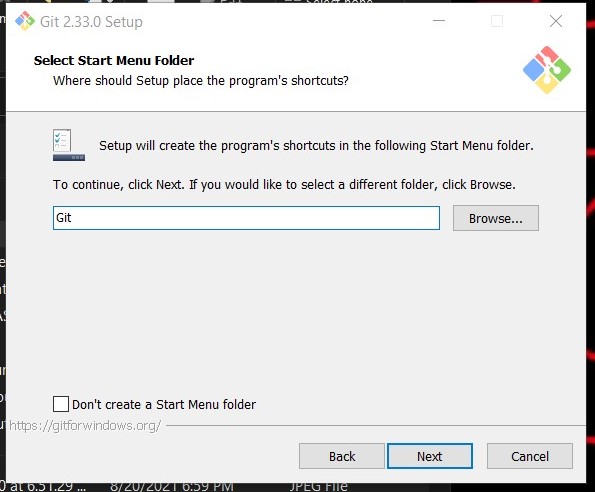 Select none
Git 2.33.0 Setup
Select Start Menu Folder
Where should Setup place the program's shortcuts?
Setup will create the program's shortcuts in the following Start Menu folder.
To continue, click Next. If you would like to select a different folder, click Browse.
Git
Browse...
Don't create a Start Menu folder
https://gitforwindows.org/
Back
Next
Cancel
8/20/2021 6:59 PM
JPEG File